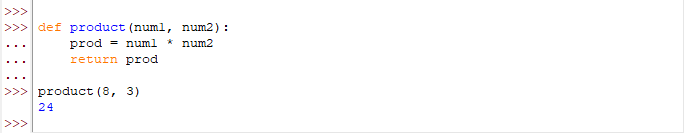 >>>
>>> def product(num1, num2):
...     prod = num1 * num2
...     return prod
...
>>> product(8, 3)
24
>>>